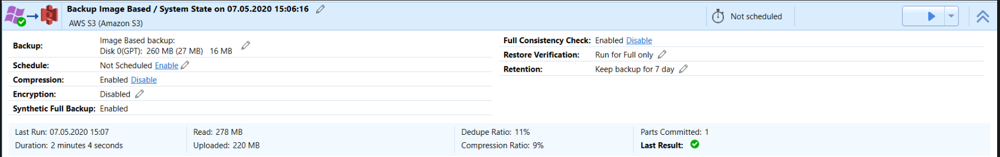 Backup Image Based / System State on 07.05.2020 15:06:16
AWS S3 (Amazon S3)
Not scheduled
Backup: Image Based backup:
Disk 0(GPT): 260 MB (27 MB) 16 MB
Schedule: Not Scheduled Enable
Compression: Enabled Disable
Encryption: Disabled
Synthetic Full Backup: Enabled
Full Consistency Check: Enabled Disable
Restore Verification: Run for Full only
Retention: Keep backup for 7 day
Last Run: 07.05.2020 15:07
Duration: 2 minutes 4 seconds
Read: 278 MB
Uploaded: 220 MB
Dedupe Ratio: 11%
Compression Ratio: 9%
Parts Committed: 1
Last Result: